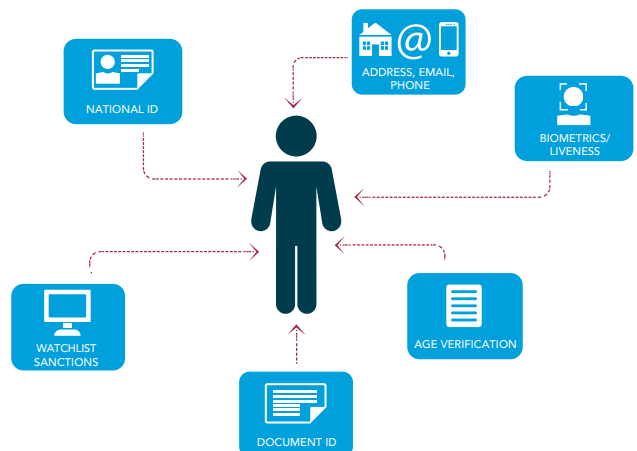 ADDRESS, EMAIL,
PHONE
NATIONAL ID
BIOMETRICS/
LIVENESS
WATCHLIST
SANCTIONS
AGE VERIFICATION
DOCUMENT ID